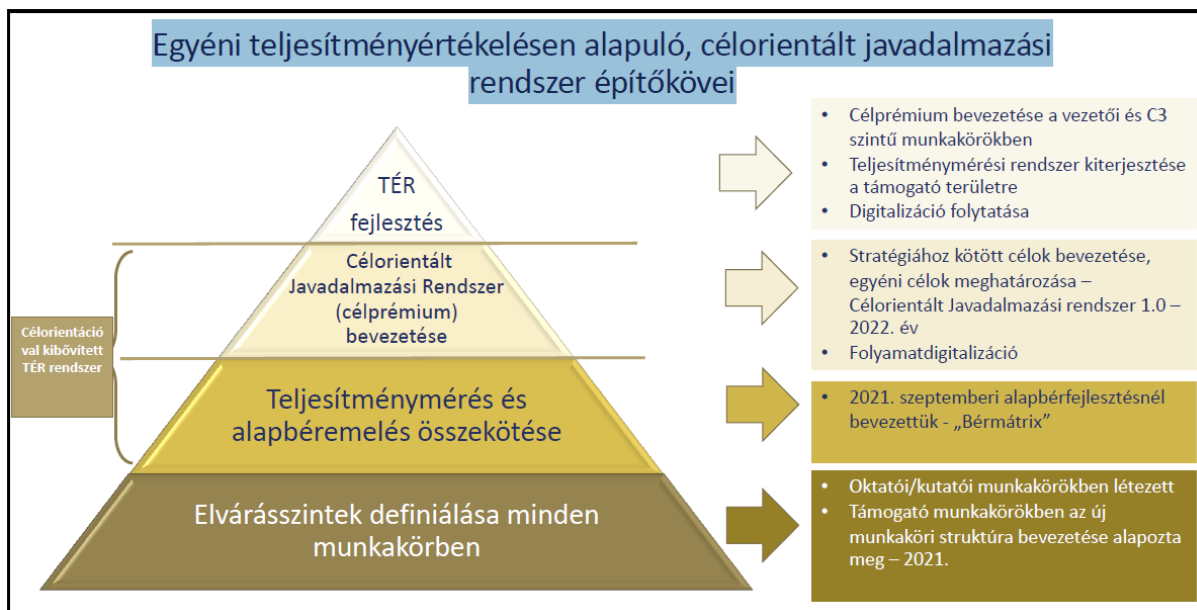 Egyéni teljesítményértékelésen alapuló, célorientált javadalmazási
rendszer építőkövei
TÉR
fejlesztés
Célorientált
Javadalmazási Rendszer
(célprémium)
bevezetése
Teljesítménymérés és
alapbéremelés összekötése
Elvárásszintek definiálása minden
munkakörben
Célorientáció
val kibővített
TÉR rendszer
• Célprémium bevezetése a vezetői és C3
szintű munkakörökben
• Teljesítménymérési rendszer kiterjesztése
a támogató területre
• Digitalizáció folytatása
• Stratégiához kötött célok bevezetése,
egyéni célok meghatározása –
Célorientált Javadalmazási rendszer 1.0 –
2022. év
• Folyamatdigitalizáció
• 2021. szeptemberi alapbérfejlesztésnél
bevezettük - „Bérmátrix”
• Oktatói/kutatói munkakörökben létezett
• Támogató munkakörökben az új
munkaköri struktúra bevezetése alapozta
meg – 2021.